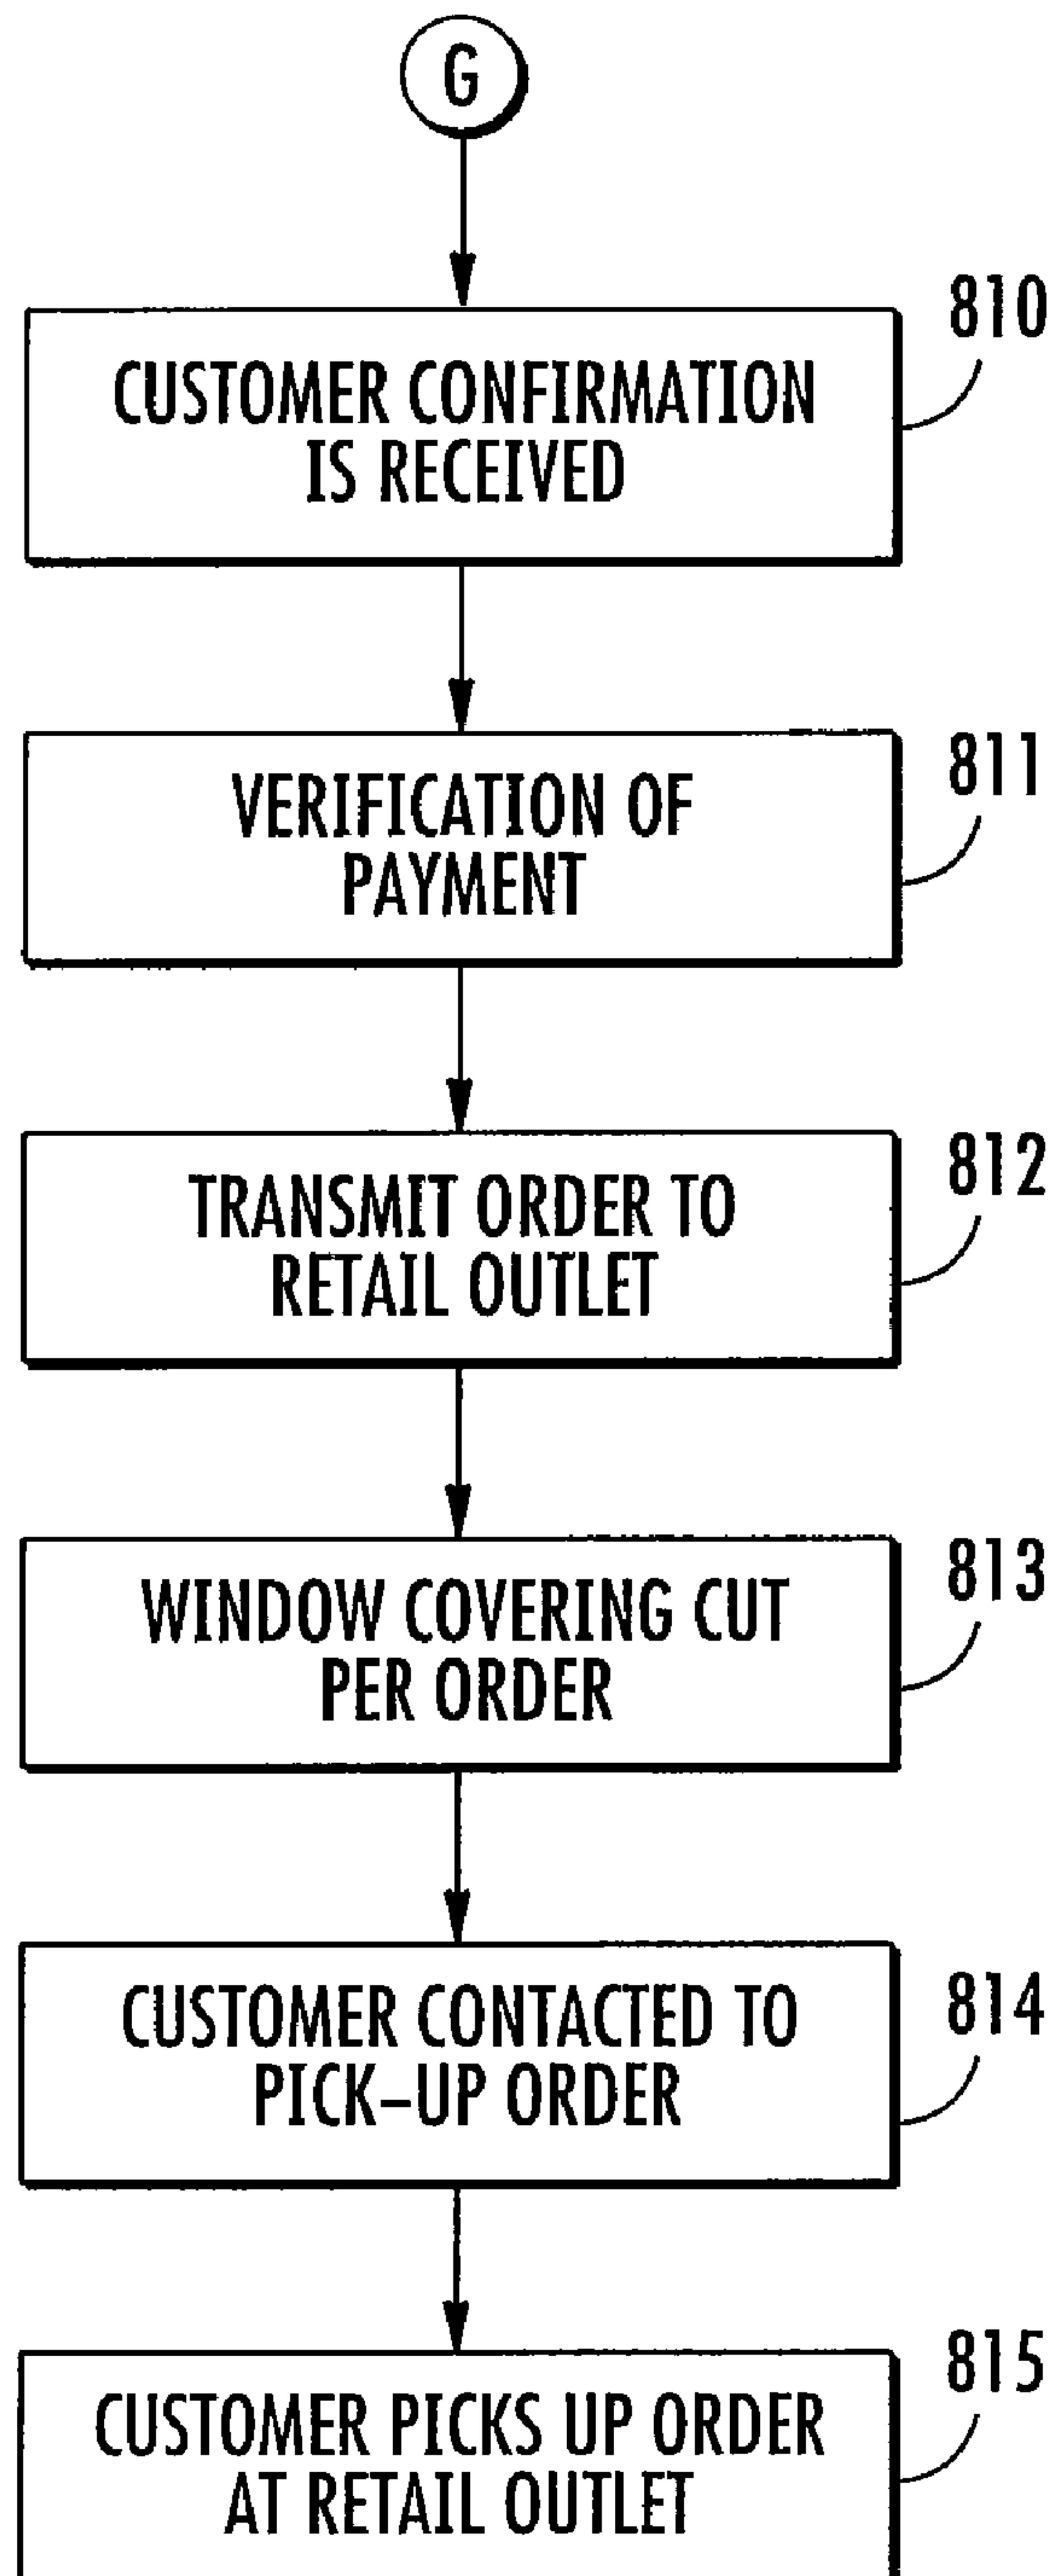 G
810
CUSTOMER CONFIRMATION
IS RECEIVED
811
VERIFICATION OF
PAYMENT
812
TRANSMIT ORDER TO
RETAIL OUTLET
813
WINDOW COVERING CUT
PER ORDER
814
CUSTOMER CONTACTED TO
PICK-UP ORDER
815
CUSTOMER PICKS UP ORDER
AT RETAIL OUTLET